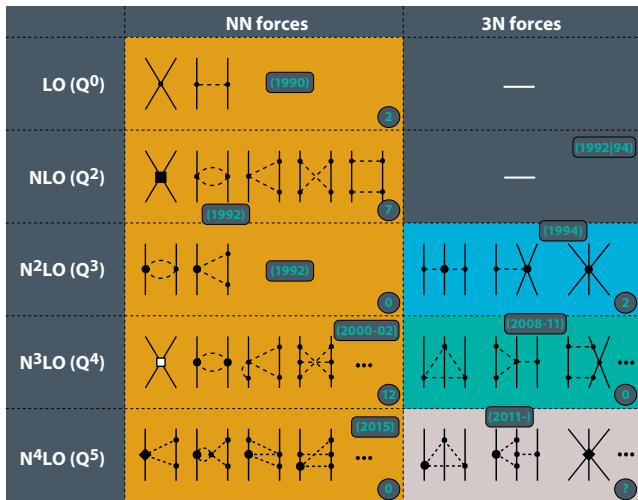 NN forces 3N forces
LO (Q⁰) (1990) — 2
(1992|94)
NLO (Q²) — 7
(1992)
(1994)
N²LO (Q³) (1992) 0 2
(2000-02) (2008-11)
N³LO (Q⁴) ••• ••• 12 0
(2015) (2011-)
N⁴LO (Q⁵) ••• ••• 0 ?